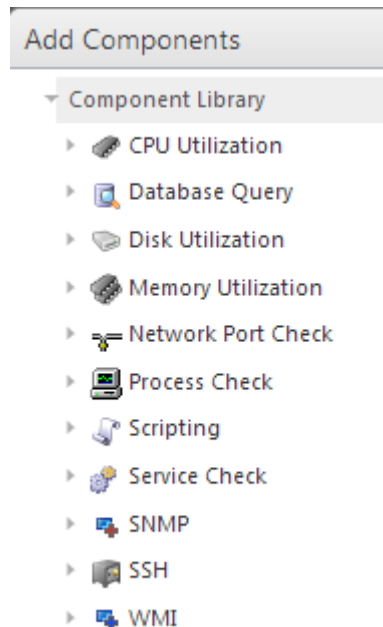 Add Components
Component Library
CPU Utilization
Database Query
Disk Utilization
Memory Utilization
Network Port Check
Process Check
Scripting
Service Check
SNMP
SSH
WMI